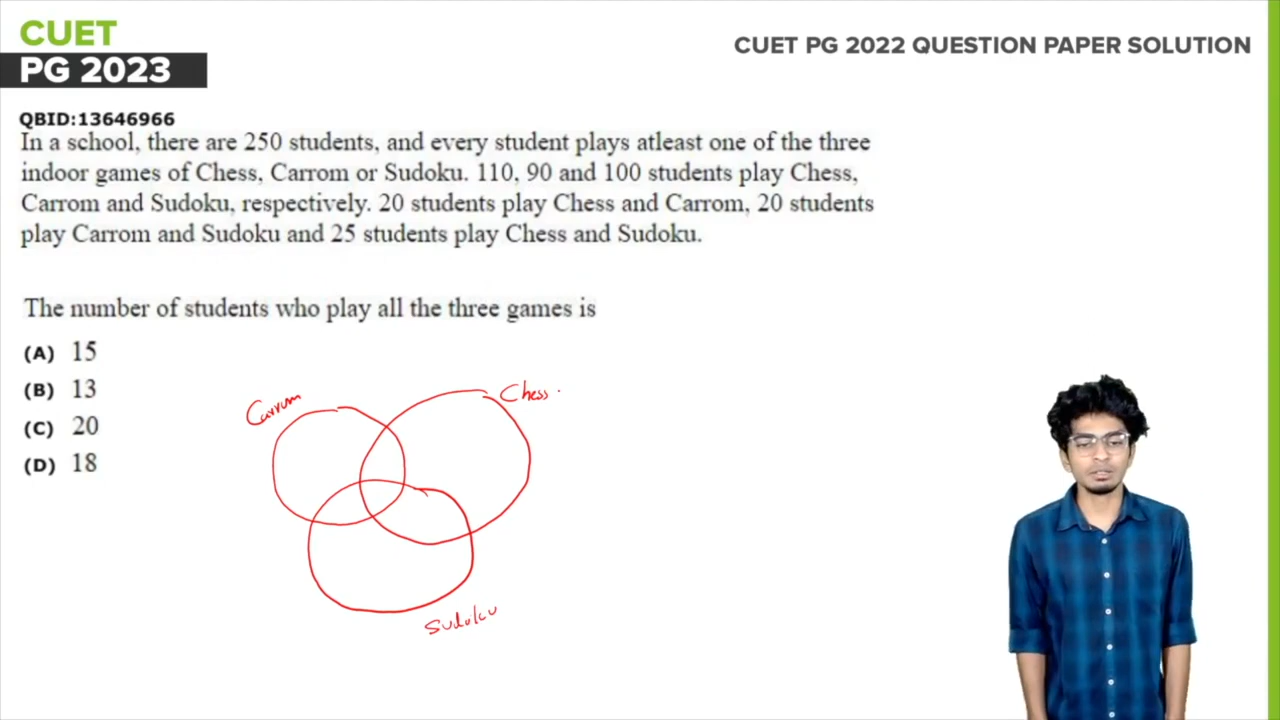 CUET
PG 2023
CUET PG 2022 QUESTION PAPER SOLUTION
QBID:13646966
In a school, there are 250 students, and every student plays atleast one of the three
indoor games of Chess, Carrom or Sudoku. 110, 90 and 100 students play Chess,
Carrom and Sudoku, respectively. 20 students play Chess and Carrom, 20 students
play Carrom and Sudoku and 25 students play Chess and Sudoku.
The number of students who play all the three games is
(A) 15
(B) 13
(C) 20
(D) 18
Carrom
Chess
Sudoku